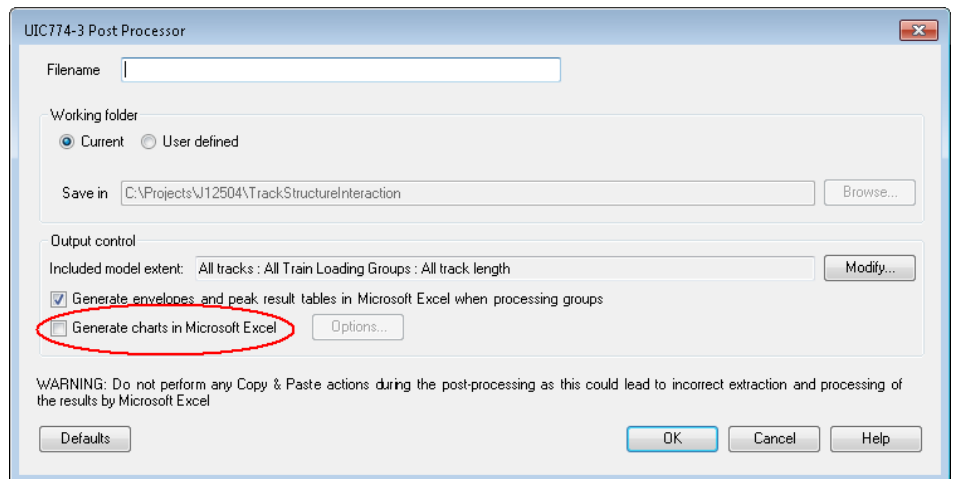 UIC774-3 Post Processor
Filename
Working folder
Current User defined
Save in C:\Projects\J12504\TrackStructureInteraction Browse...
Output control
Included model extent: All tracks : All Train Loading Groups : All track length Modify...
Generate envelopes and peak result tables in Microsoft Excel when processing groups
Generate charts in Microsoft Excel Options...
WARNING: Do not perform any Copy & Paste actions during the post-processing as this could lead to incorrect extraction and processing of
the results by Microsoft Excel
Defaults OK Cancel Help